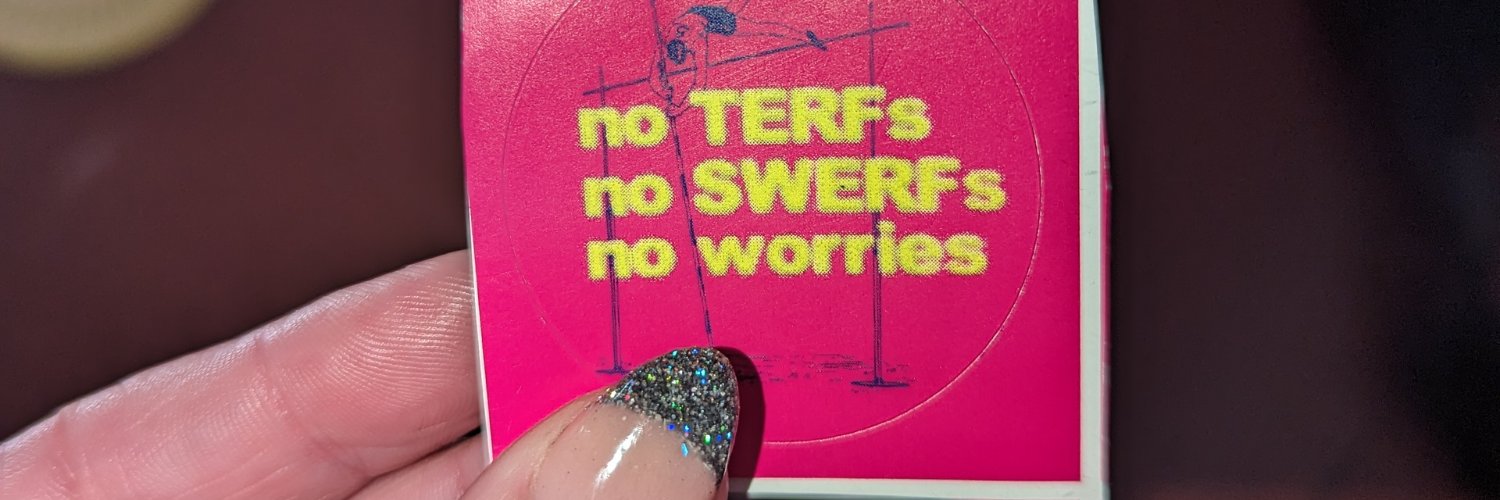 no TERFs
no SWERFs
no worries